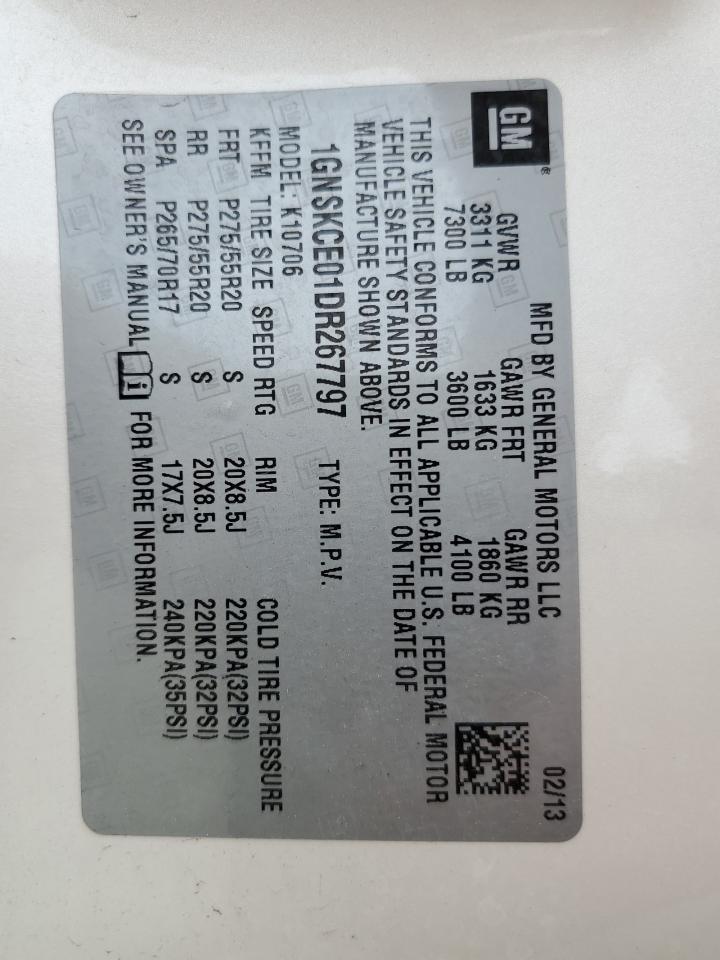 GM®
MFD BY GENERAL MOTORS LLC 02/13
GVWR GAWR FRT GAWR RR
3311 KG 1633 KG 1860 KG
7300 LB 3600 LB 4100 LB
THIS VEHICLE CONFORMS TO ALL APPLICABLE U.S. FEDERAL MOTOR
VEHICLE SAFETY STANDARDS IN EFFECT ON THE DATE OF
MANUFACTURE SHOWN ABOVE.
1GNSKCE01DR267797 TYPE: M.P.V.
MODEL: K10706
KFFM TIRE SIZE SPEED RTG RIM COLD TIRE PRESSURE
FRT P275/55R20 S 20X8.5J 220KPA(32PSI)
RR P275/55R20 S 20X8.5J 220KPA(32PSI)
SPA P265/70R17 S 17X7.5J 240KPA(35PSI)
SEE OWNER'S MANUAL i FOR MORE INFORMATION.